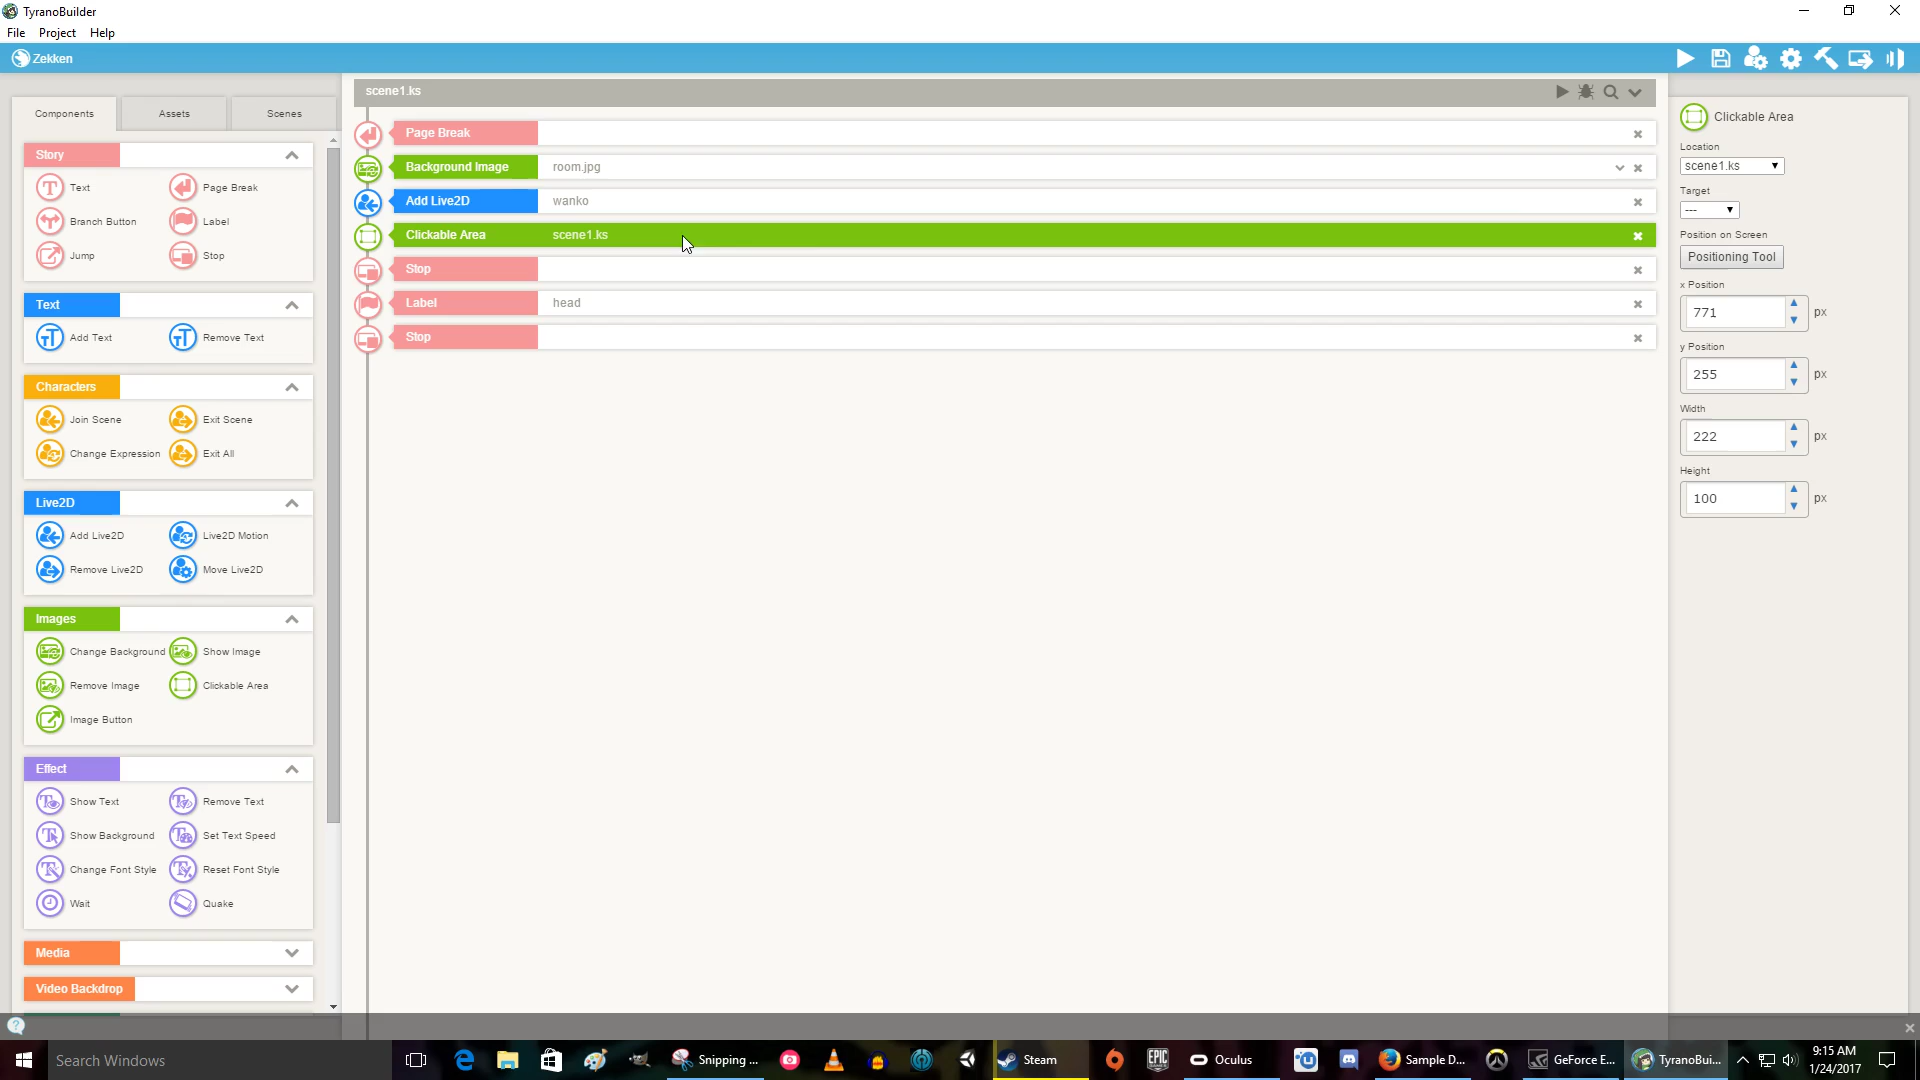 TyranoBuilder
File Project Help
Zekken
Components Assets Scenes
Story
Text Page Break
Branch Button Label
Jump Stop
Text
Add Text Remove Text
Characters
Join Scene Exit Scene
Change Expression Exit All
Live2D
Add Live2D Live2D Motion
Remove Live2D Move Live2D
Images
Change Background Show Image
Remove Image Clickable Area
Image Button
Effect
Show Text Remove Text
Show Background Set Text Speed
Change Font Style Reset Font Style
Wait Quake
Media
Video Backdrop
scene1.ks
Page Break
Background Image room.jpg
Add Live2D wanko
Clickable Area scene1.ks
Stop
Label head
Stop
Clickable Area
Location
scene1.ks
Target
---
Position on Screen
Positioning Tool
x Position
771 px
y Position
255 px
Width
222 px
Height
100 px
Search Windows
Snipping ...
Steam
EPIC GAMES
Oculus
Sample D...
GeForce E...
TyranoBui...
9:15 AM
1/24/2017